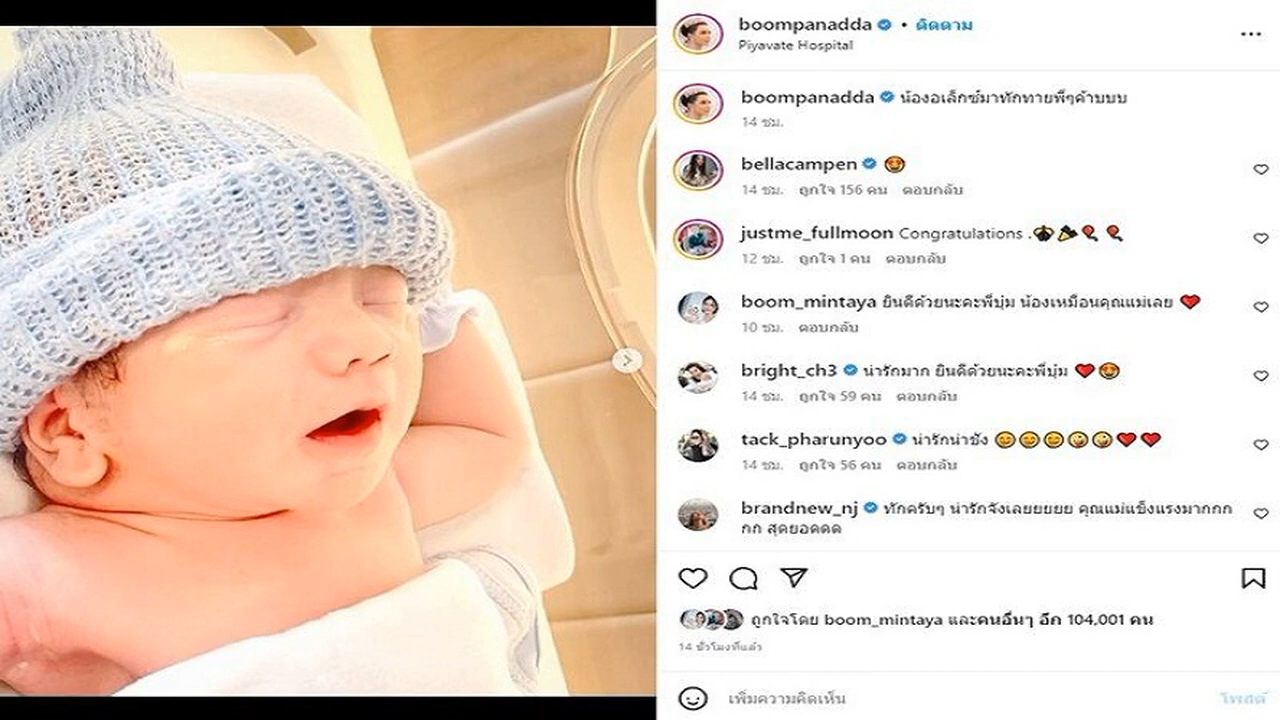 boompanadda • ติดตาม
Piyavate Hospital
boompanadda น้องอเล็กซ์มาทักทายพี่ๆค้าบบบ
14 ชม.
bellacampen 🤩
14 ชม. ถูกใจ 156 คน ตอบกลับ
justme_fullmoon Congratulations .🎊🎉🎈🎈
12 ชม. ถูกใจ 1 คน ตอบกลับ
boom_mintaya ยินดีด้วยนะคะพี่บุ๋ม น้องเหมือนคุณแม่เลย ❤️
10 ชม. ตอบกลับ
bright_ch3 น่ารักมาก ยินดีด้วยนะคะพี่บุ๋ม ❤️😍
14 ชม. ถูกใจ 59 คน ตอบกลับ
tack_pharunyoo น่ารักน่าชัง 😊😊😊🤪🤪❤️❤️
14 ชม. ถูกใจ 56 คน ตอบกลับ
brandnew_nj ทักครับๆ น่ารักจังเลยยยยย คุณแม่แข็งแรงมากกก
กก สุดยอดดด
ถูกใจโดย boom_mintaya และคนอื่นๆ อีก 104,001 คน
14 ชั่วโมงที่แล้ว
เพิ่มความคิดเห็น
โพสต์